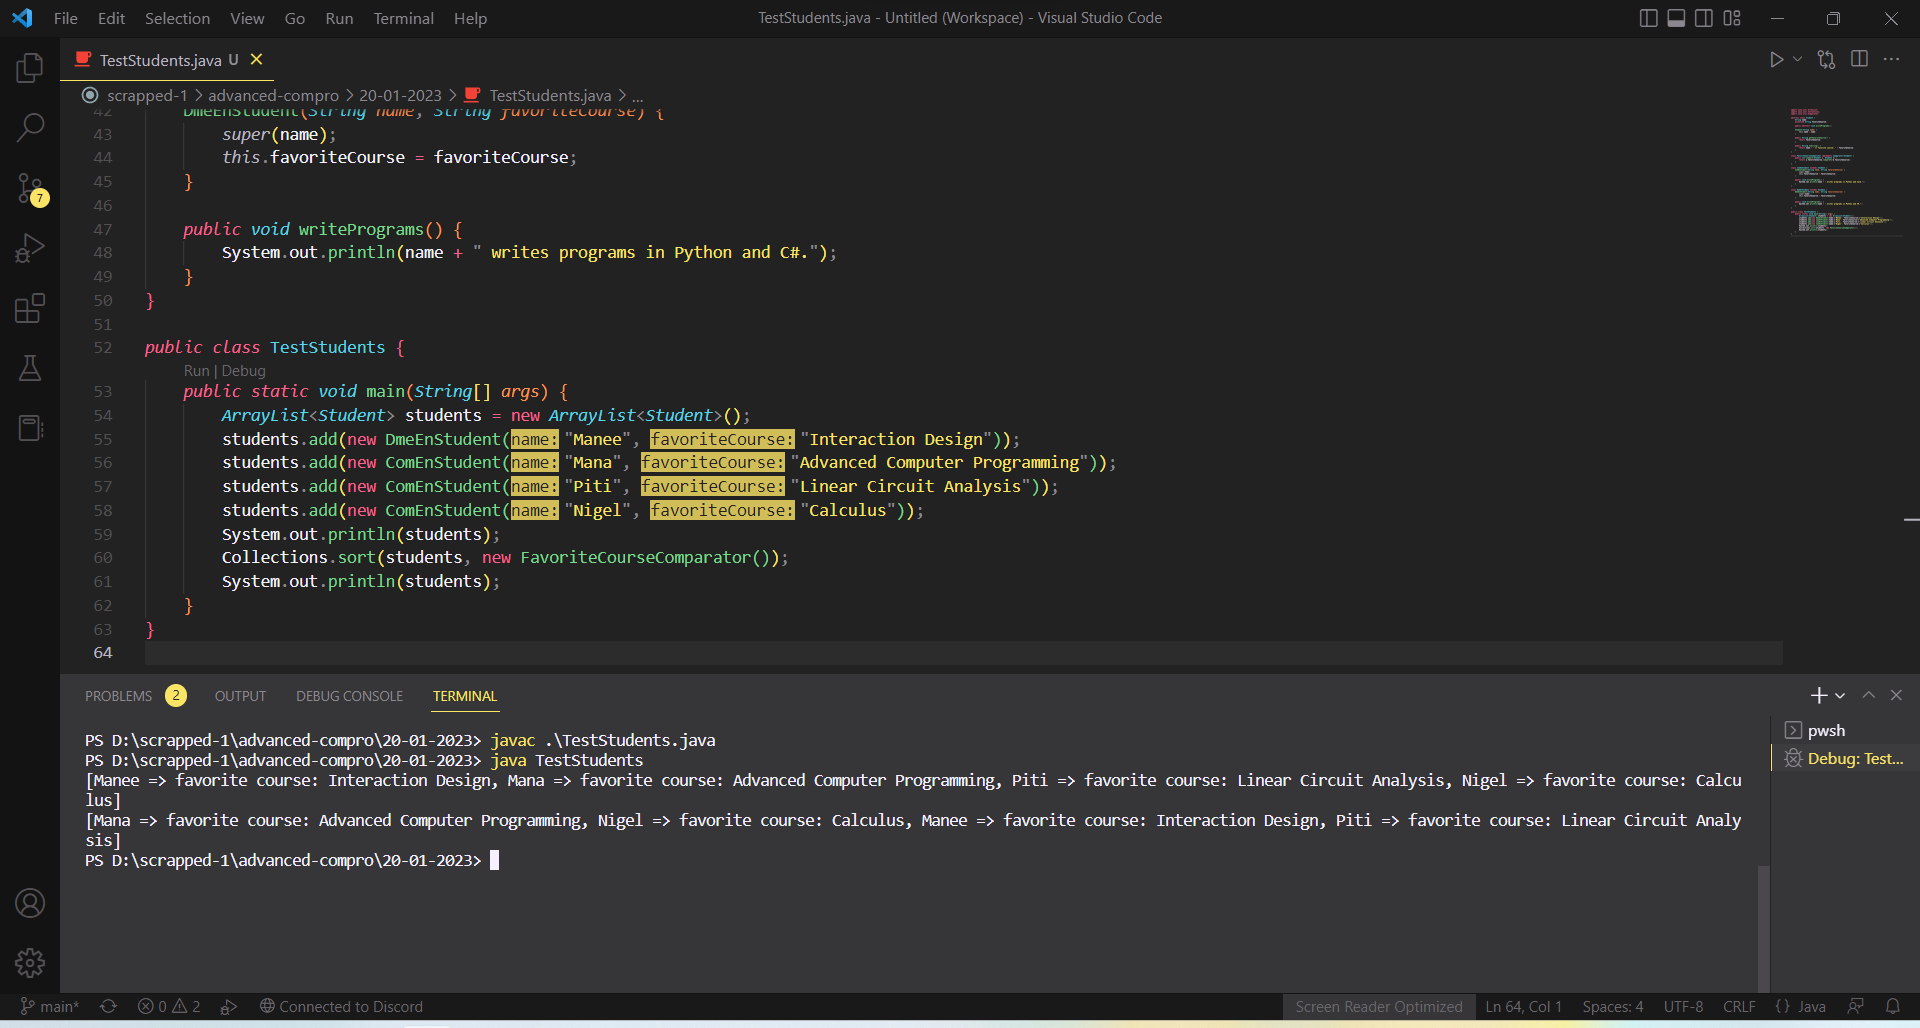 File Edit Selection View Go Run Terminal Help
TestStudents.java - Untitled (Workspace) - Visual Studio Code
TestStudents.java U
scrapped-1 > advanced-compro > 20-01-2023 > TestStudents.java > ...
42 DmeEnStudent(String name, String favoriteCourse) {
43 super(name);
44 this.favoriteCourse = favoriteCourse;
45 }
46
47 public void writePrograms() {
48 System.out.println(name + " writes programs in Python and C#.");
49 }
50 }
51
52 public class TestStudents {
Run | Debug
53 public static void main(String[] args) {
54 ArrayList<Student> students = new ArrayList<Student>();
55 students.add(new DmeEnStudent(name: "Manee", favoriteCourse: "Interaction Design"));
56 students.add(new ComEnStudent(name: "Mana", favoriteCourse: "Advanced Computer Programming"));
57 students.add(new ComEnStudent(name: "Piti", favoriteCourse: "Linear Circuit Analysis"));
58 students.add(new ComEnStudent(name: "Nigel", favoriteCourse: "Calculus"));
59 System.out.println(students);
60 Collections.sort(students, new FavoriteCourseComparator());
61 System.out.println(students);
62 }
63 }
64
7
PROBLEMS 2 OUTPUT DEBUG CONSOLE TERMINAL
PS D:\scrapped-1\advanced-compro\20-01-2023> javac .\TestStudents.java
PS D:\scrapped-1\advanced-compro\20-01-2023> java TestStudents
[Manee => favorite course: Interaction Design, Mana => favorite course: Advanced Computer Programming, Piti => favorite course: Linear Circuit Analysis, Nigel => favorite course: Calcu
lus]
[Mana => favorite course: Advanced Computer Programming, Nigel => favorite course: Calculus, Manee => favorite course: Interaction Design, Piti => favorite course: Linear Circuit Analy
sis]
PS D:\scrapped-1\advanced-compro\20-01-2023>
pwsh
Debug: Test...
main* 0 2 Connected to Discord Screen Reader Optimized Ln 64, Col 1 Spaces: 4 UTF-8 CRLF {} Java